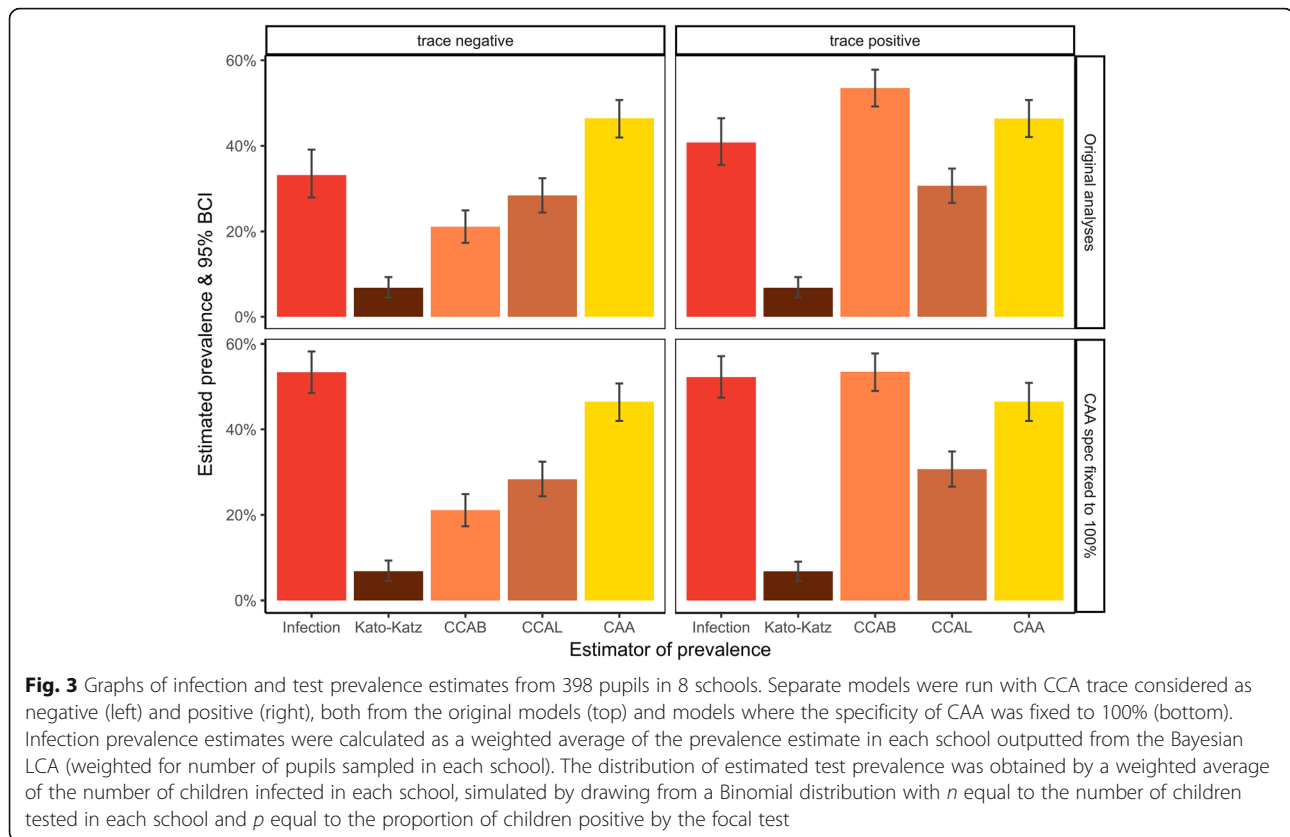 trace negative
trace positive
60%
40%
20%
0%
Original analyses
60%
40%
20%
0%
CAA spec fixed to 100%
Estimated prevalence & 95% BCI
Infection Kato-Katz CCAB CCAL CAA
Infection Kato-Katz CCAB CCAL CAA
Estimator of prevalence
Fig. 3 Graphs of infection and test prevalence estimates from 398 pupils in 8 schools. Separate models were run with CCA trace considered as
negative (left) and positive (right), both from the original models (top) and models where the specificity of CAA was fixed to 100% (bottom).
Infection prevalence estimates were calculated as a weighted average of the prevalence estimate in each school outputted from the Bayesian
LCA (weighted for number of pupils sampled in each school). The distribution of estimated test prevalence was obtained by a weighted average
of the number of children infected in each school, simulated by drawing from a Binomial distribution with n equal to the number of children
tested in each school and p equal to the proportion of children positive by the focal test